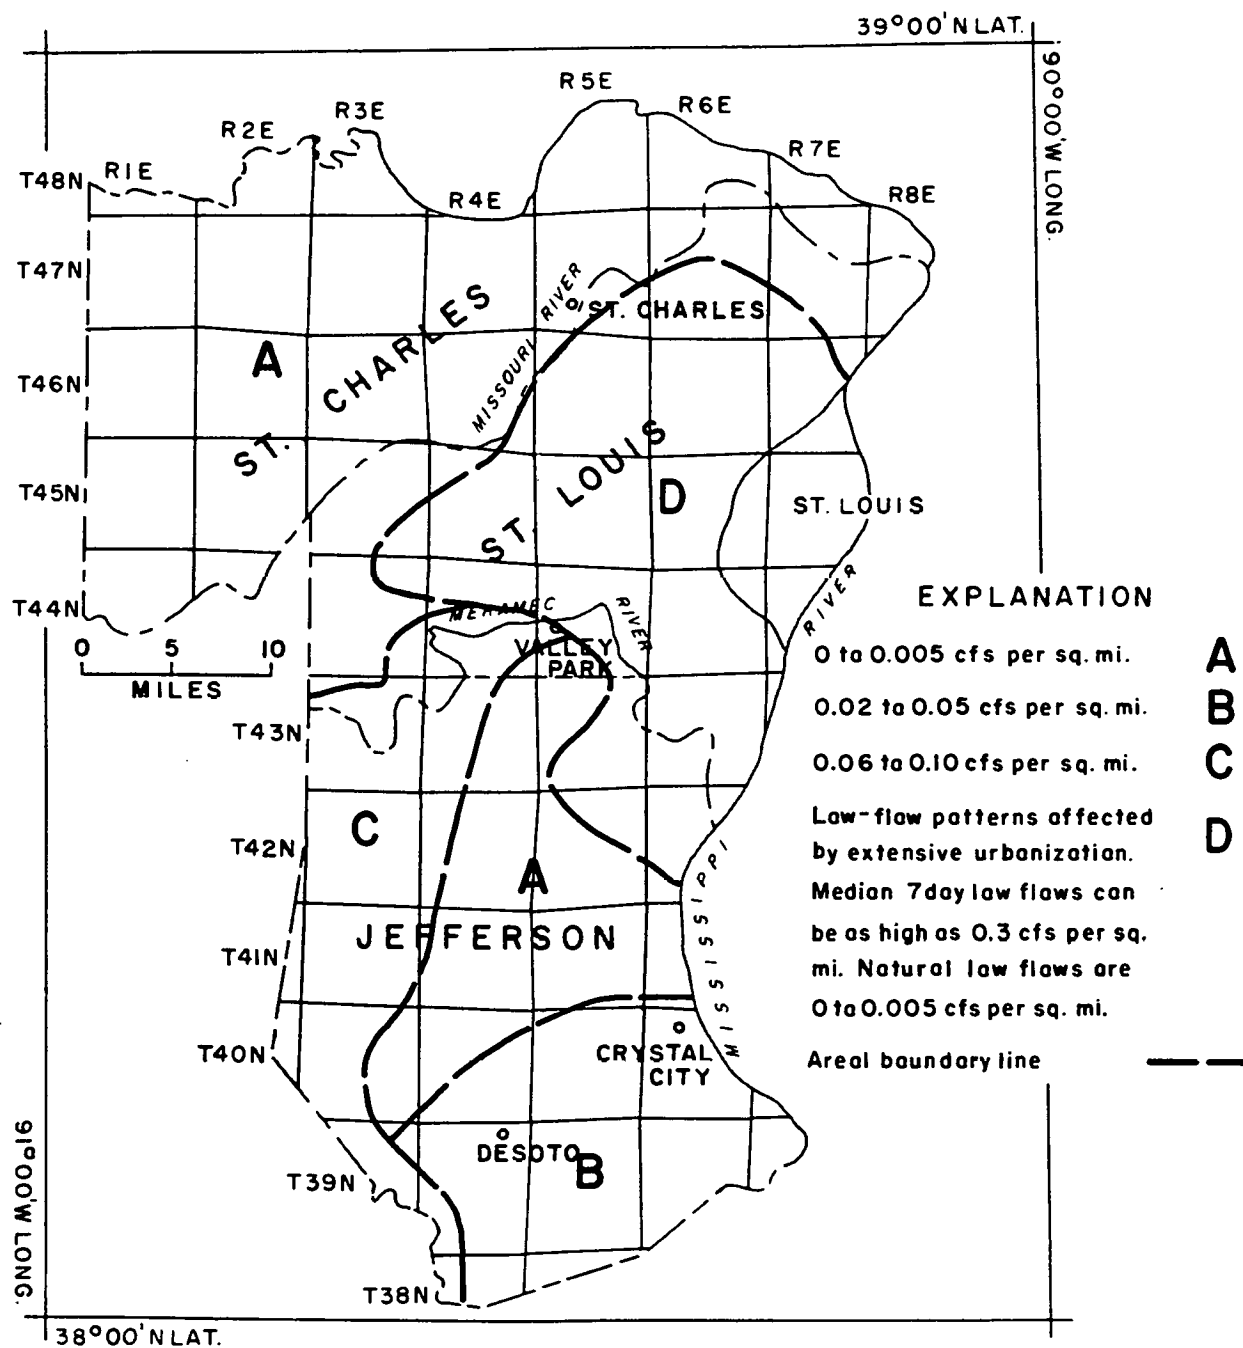 39°00'N LAT.
90°00'W LONG.
R5E
R6E
R3E
R2E
R7E
R1E
T48N
R4E
R8E
T47N
ST. CHARLES
MISSOURI RIVER
ST. CHARLES
A
T46N
ST. LOUIS
D
T45N
ST. LOUIS
T44N
MERAMEC RIVER
RIVER
VALLEY
PARK
0 5 10
MILES
T43N
C
T42N
A
JEFFERSON
MISSISSIPPI
T41N
T40N
CRYSTAL
CITY
DESOTO
B
T39N
T38N
91°00'W LONG.
38°00'N LAT.
EXPLANATION
0 to 0.005 cfs per sq. mi. A
0.02 to 0.05 cfs per sq. mi. B
0.06 to 0.10 cfs per sq. mi. C
Low-flow patterns affected
by extensive urbanization. D
Median 7day low flows can
be as high as 0.3 cfs per sq.
mi. Natural low flows are
0 to 0.005 cfs per sq. mi.
Areal boundary line